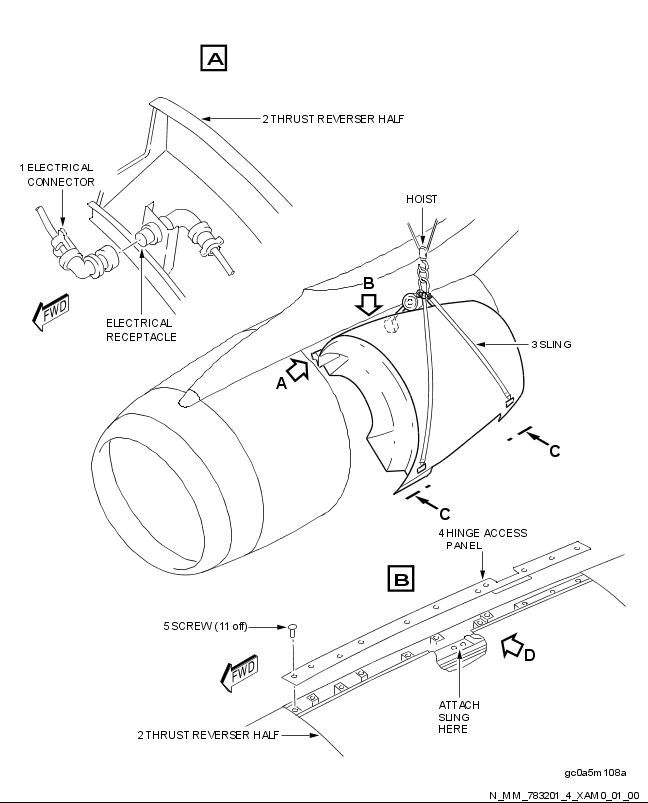 A
2 THRUST REVERSER HALF
1 ELECTRICAL
CONNECTOR
HOIST
B
FWD
ELECTRICAL
RECEPTACLE
3 SLING
A
C
C
4 HINGE ACCESS
PANEL
B
5 SCREW (11 off)
D
FWD
ATTACH
SLING
HERE
2 THRUST REVERSER HALF
gc0a5m108a
N_MM_783201_4_XAM0_01_00